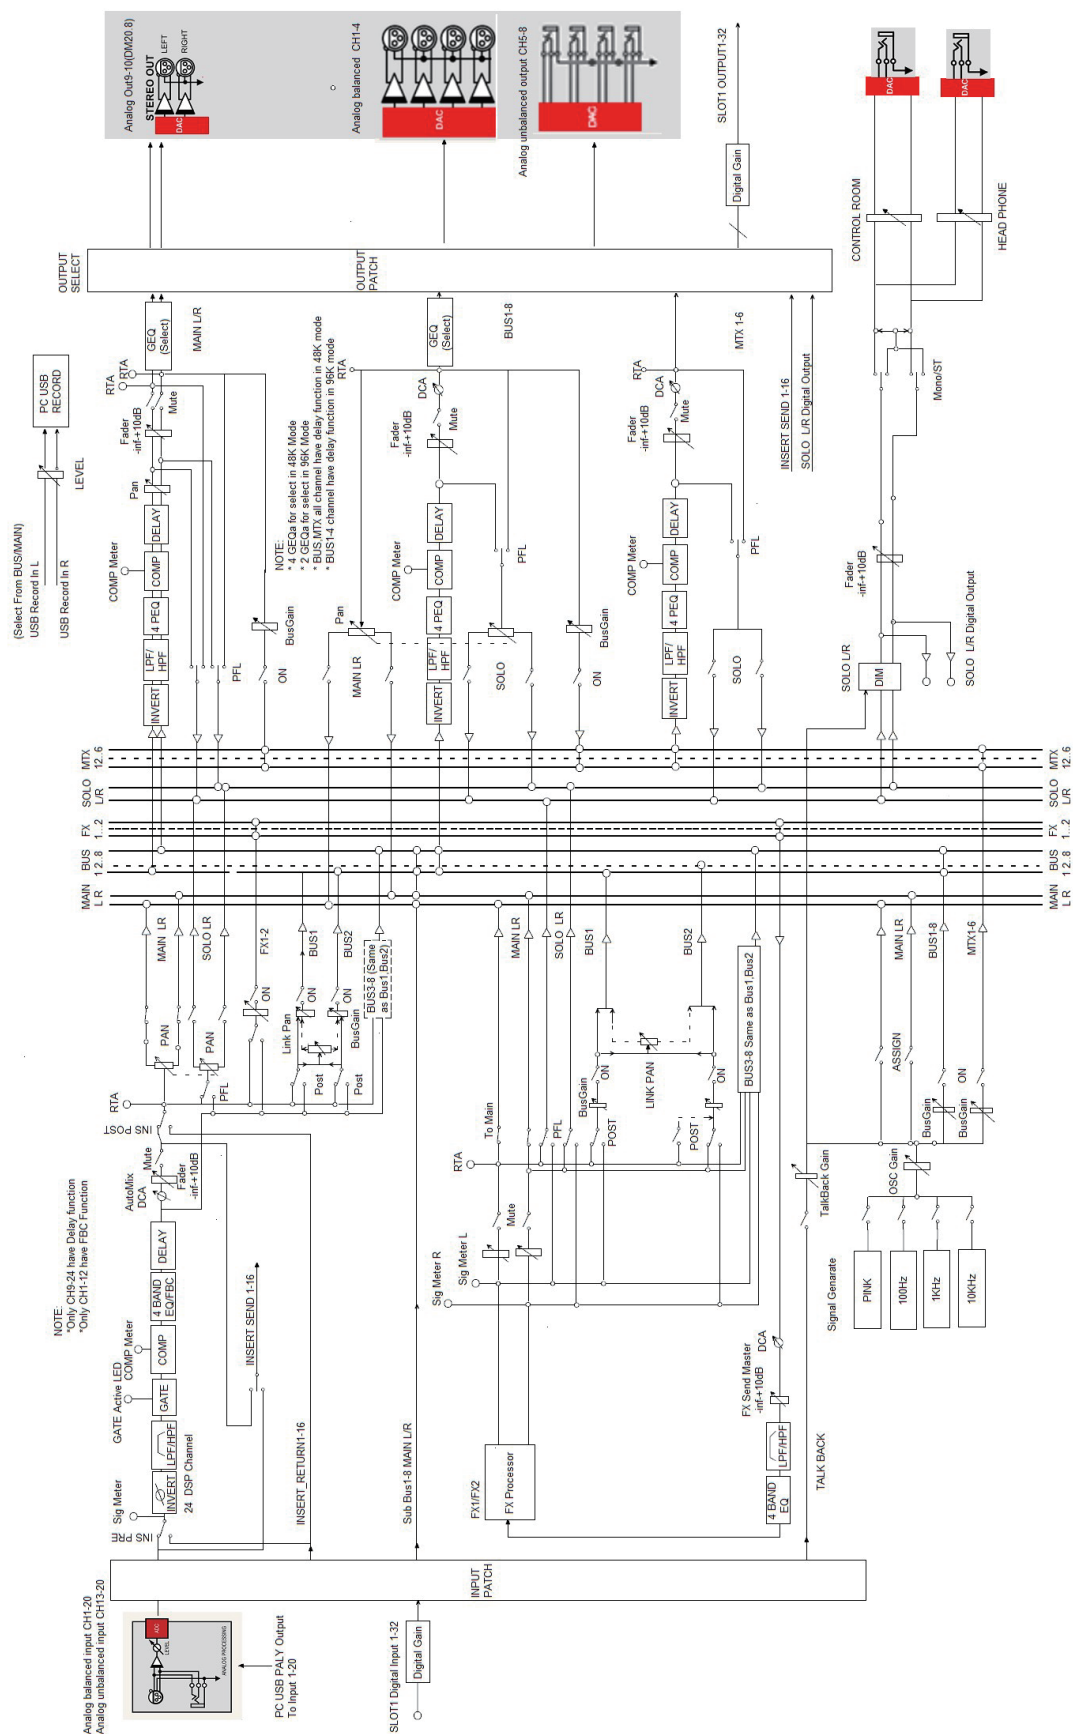 Analog balanced input CH1-20
Analog unbalanced input CH13-20
ADC
LEVEL
ANALOG PROCESSING
PC USB PALY Output
To Input 1-20
SLOT1 Digital Input 1-32
Digital Gain
INPUT
PATCH
NOTE:
*Only CH9-24 have Delay function
*Only CH1-12 have FBC Function
INS PRE
Sig Meter
INVERT
LPF/HPF
24 DSP Channel
GATE Active LED
GATE
COMP Meter
COMP
4 BAND
EQ/FBC
DELAY
AutoMix
DCA
Fader
-inf-+10dB
Mute
INS POST
RTA
INSERT SEND 1-16
INSERT_RETURN1-16
Sub Bus1-8 MAIN L/R
PAN
MAIN LR
PAN
PFL
SOLO LR
ON
FX1-2
Link Pan
ON
BUS1
Post
BusGain
ON
BUS2
Post
BUS3-8 (Same
as Bus1,Bus2)
FX1/FX2
FX Processor
Sig Meter R
Sig Meter L
Mute
RTA
To Main
MAIN LR
PFL
SOLO LR
POST
BusGain
ON
BUS1
LINK PAN
POST
ON
BUS2
BUS3-8 Same as Bus1,Bus2
4 BAND
EQ
LPF/HPF
FX Send Master
-inf-+10dB
DCA
TALK BACK
TalkBack Gain
Signal Genarate
PINK
100Hz
1KHz
10KHz
OSC Gain
ASSIGN
MAIN LR
BusGain
BUS1-8
BusGain
ON
MTX1-6
MAIN
L R
BUS
1 2..8
FX
1...2
SOLO
L/R
MTX
12..6
MAIN
L R
BUS
1 2..8
FX
1...2
SOLO
L/R
MTX
12..6
(Select From BUS/MAIN)
USB Record In L
USB Record In R
LEVEL
PC USB
RECORD
INVERT
LPF/
HPF
4 PEQ
COMP
COMP Meter
DELAY
Pan
Fader
-inf-+10dB
Mute
RTA
RTA
GEQ
(Select)
MAIN L/R
PFL
ON
BusGain
NOTE:
* 4 GEQa for select in 48K Mode
* 2 GEQa for select in 96K Mode
* BUS,MTX all channel have delay function in 48K mode
* BUS1-4 channel have delay function in 96K mode
MAIN LR
Pan
RTA
INVERT
LPF/
HPF
4 PEQ
COMP
COMP Meter
DELAY
Fader
-inf-+10dB
Mute
DCA
GEQ
(Select)
BUS1-8
SOLO
PFL
ON
BusGain
INVERT
LPF/
HPF
4 PEQ
COMP
COMP Meter
DELAY
Fader
-inf-+10dB
Mute
DCA
RTA
MTX 1-6
SOLO
PFL
INSERT SEND 1-16
SOLO L/R Digital Output
SOLO L/R
DIM
Fader
-inf-+10dB
SOLO L/R Digital Output
Mono/ST
OUTPUT
SELECT
OUTPUT
PATCH
Analog Out9-10(DM20.8)
STEREO OUT
LEFT
RIGHT
DAC
Analog balanced CH1-4
DAC
Analog unbalanced output CH5-8
DAC
Digital Gain
SLOT1 OUTPUT1-32
CONTROL ROOM
DAC
HEAD PHONE
DAC